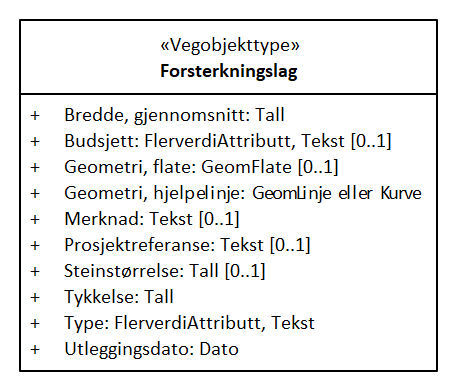 «Vegobjekttype»
Forsterkningslag
+ Bredde, gjennomsnitt: Tall
+ Budsjett: FlerverdiAttributt, Tekst [0..1]
+ Geometri, flate: GeomFlate [0..1]
+ Geometri, hjelpelinje: GeomLinje eller Kurve
+ Merknad: Tekst [0..1]
+ Prosjektreferanse: Tekst [0..1]
+ Steinstørrelse: Tall [0..1]
+ Tykkelse: Tall
+ Type: FlerverdiAttributt, Tekst
+ Utleggingsdato: Dato